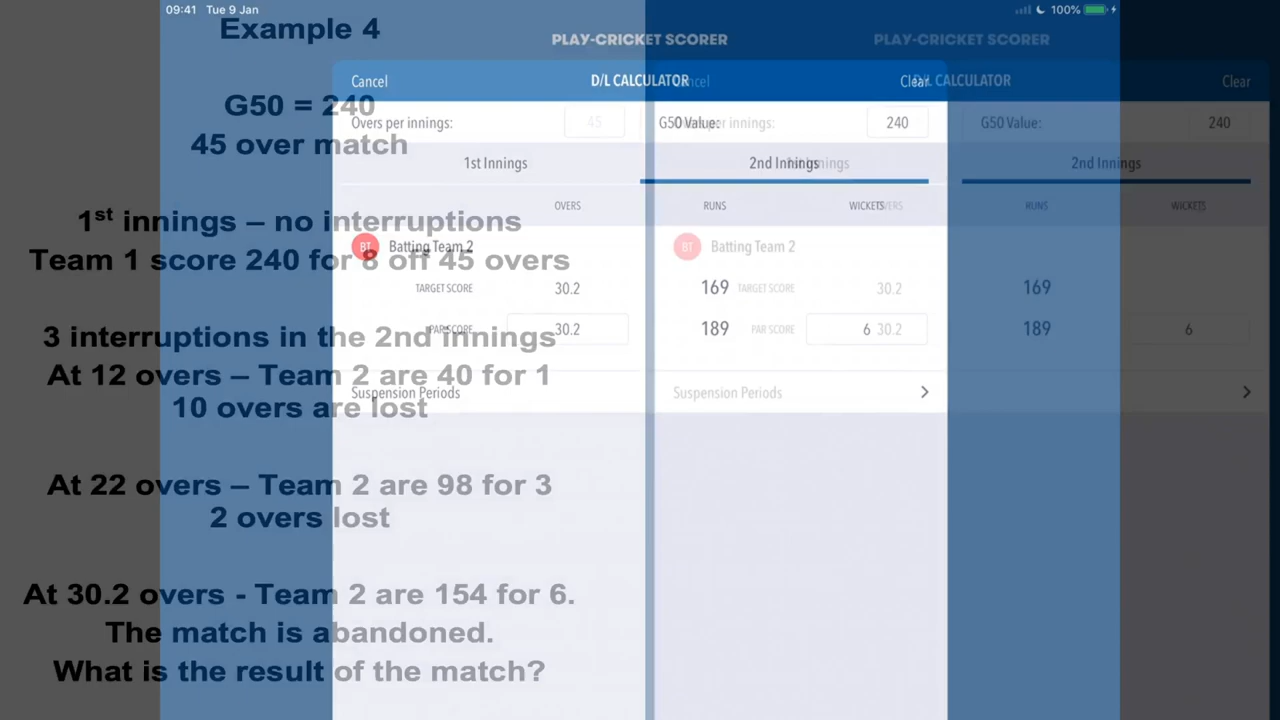 09:41 Tue 9 Jan
100%
Example 4
G50 = 240
45 over match
1st innings – no interruptions
Team 1 score 240 for 8 off 45 overs
3 interruptions in the 2nd innings
At 12 overs – Team 2 are 40 for 1
10 overs are lost
At 22 overs – Team 2 are 98 for 3
2 overs lost
At 30.2 overs - Team 2 are 154 for 6.
The match is abandoned.
What is the result of the match?
PLAY-CRICKET SCORER
Cancel D/L CALCULATOR Clear
Overs per innings: 45 G50 Value: 240
1st Innings 2nd Innings
OVERS RUNS WICKETS
BT Batting Team 2
TARGET SCORE 30.2 169
PAR SCORE 30.2 189 6
Suspension Periods
PLAY-CRICKET SCORER
D/L CALCULATOR Clear
G50 Value: 240
2nd Innings
RUNS WICKETS
BT Batting Team 2
TARGET SCORE 30.2 169
PAR SCORE 30.2 189 6
Suspension Periods